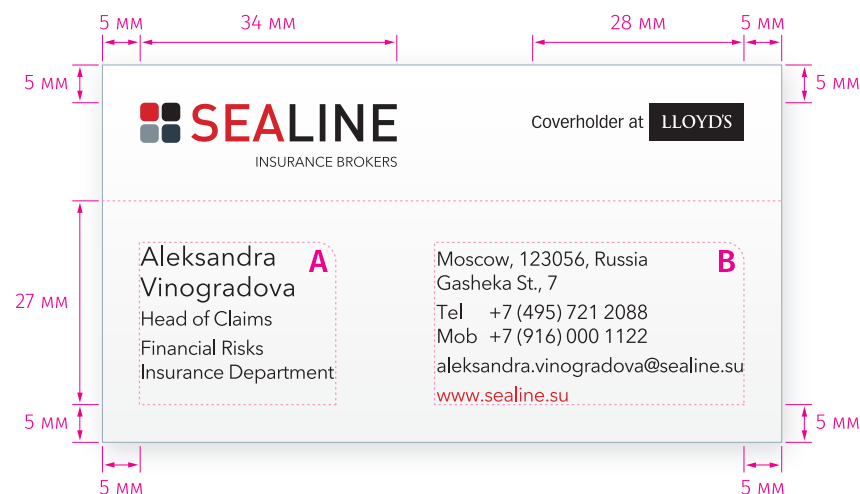 5 мм
34 мм
28 мм
5 мм
5 мм
5 мм
SEALINE
INSURANCE BROKERS
Coverholder at LLOYD'S
27 мм
Aleksandra
Vinogradova
A
Head of Claims
Financial Risks
Insurance Department
Moscow, 123056, Russia
B
Gasheka St., 7
Tel +7 (495) 721 2088
Mob +7 (916) 000 1122
aleksandra.vinogradova@sealine.su
www.sealine.su
5 мм
5 мм
5 мм
5 мм